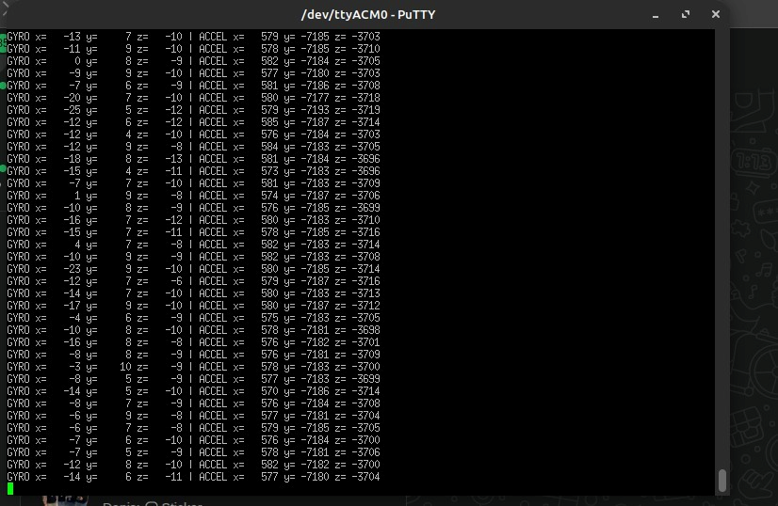 /dev/ttyACM0 - PuTTY
GYRO x= -13 y= 7 z= -10 | ACCEL x= 579 y= -7185 z= -3703
GYRO x= -11 y= 9 z= -10 | ACCEL x= 578 y= -7185 z= -3710
GYRO x= 0 y= 8 z= -9 | ACCEL x= 582 y= -7184 z= -3705
GYRO x= -9 y= 9 z= -10 | ACCEL x= 577 y= -7180 z= -3703
GYRO x= -7 y= 6 z= -9 | ACCEL x= 581 y= -7186 z= -3708
GYRO x= -20 y= 7 z= -10 | ACCEL x= 580 y= -7177 z= -3718
GYRO x= -25 y= 5 z= -12 | ACCEL x= 579 y= -7193 z= -3719
GYRO x= -12 y= 6 z= -12 | ACCEL x= 585 y= -7187 z= -3714
GYRO x= -12 y= 4 z= -10 | ACCEL x= 576 y= -7184 z= -3703
GYRO x= -12 y= 9 z= -8 | ACCEL x= 584 y= -7183 z= -3705
GYRO x= -18 y= 8 z= -13 | ACCEL x= 581 y= -7184 z= -3696
GYRO x= -15 y= 4 z= -11 | ACCEL x= 573 y= -7183 z= -3696
GYRO x= -7 y= 7 z= -10 | ACCEL x= 581 y= -7183 z= -3709
GYRO x= 1 y= 9 z= -8 | ACCEL x= 574 y= -7187 z= -3706
GYRO x= -10 y= 8 z= -9 | ACCEL x= 576 y= -7185 z= -3699
GYRO x= -16 y= 7 z= -12 | ACCEL x= 580 y= -7183 z= -3710
GYRO x= -15 y= 7 z= -11 | ACCEL x= 578 y= -7185 z= -3716
GYRO x= 4 y= 7 z= -8 | ACCEL x= 582 y= -7183 z= -3714
GYRO x= -10 y= 9 z= -9 | ACCEL x= 582 y= -7183 z= -3708
GYRO x= -23 y= 9 z= -10 | ACCEL x= 580 y= -7185 z= -3714
GYRO x= -12 y= 7 z= -6 | ACCEL x= 579 y= -7187 z= -3716
GYRO x= -14 y= 7 z= -10 | ACCEL x= 580 y= -7183 z= -3713
GYRO x= -17 y= 9 z= -10 | ACCEL x= 580 y= -7187 z= -3712
GYRO x= -4 y= 6 z= -9 | ACCEL x= 575 y= -7183 z= -3705
GYRO x= -10 y= 8 z= -10 | ACCEL x= 578 y= -7181 z= -3698
GYRO x= -16 y= 8 z= -8 | ACCEL x= 576 y= -7182 z= -3701
GYRO x= -8 y= 8 z= -9 | ACCEL x= 576 y= -7181 z= -3709
GYRO x= -3 y= 10 z= -9 | ACCEL x= 578 y= -7183 z= -3700
GYRO x= -8 y= 5 z= -9 | ACCEL x= 577 y= -7183 z= -3699
GYRO x= -14 y= 5 z= -10 | ACCEL x= 570 y= -7186 z= -3714
GYRO x= -8 y= 7 z= -9 | ACCEL x= 576 y= -7184 z= -3708
GYRO x= -6 y= 9 z= -8 | ACCEL x= 577 y= -7181 z= -3704
GYRO x= -6 y= 7 z= -8 | ACCEL x= 579 y= -7185 z= -3705
GYRO x= -7 y= 6 z= -10 | ACCEL x= 576 y= -7184 z= -3700
GYRO x= -7 y= 5 z= -9 | ACCEL x= 578 y= -7181 z= -3706
GYRO x= -12 y= 8 z= -10 | ACCEL x= 582 y= -7182 z= -3700
GYRO x= -14 y= 6 z= -11 | ACCEL x= 577 y= -7180 z= -3704